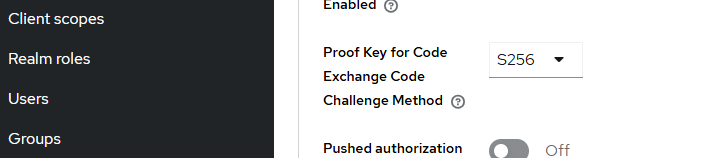 Client scopes
Realm roles
Users
Groups
Enabled
Proof Key for Code
Exchange Code
Challenge Method
S256
Pushed authorization
Off